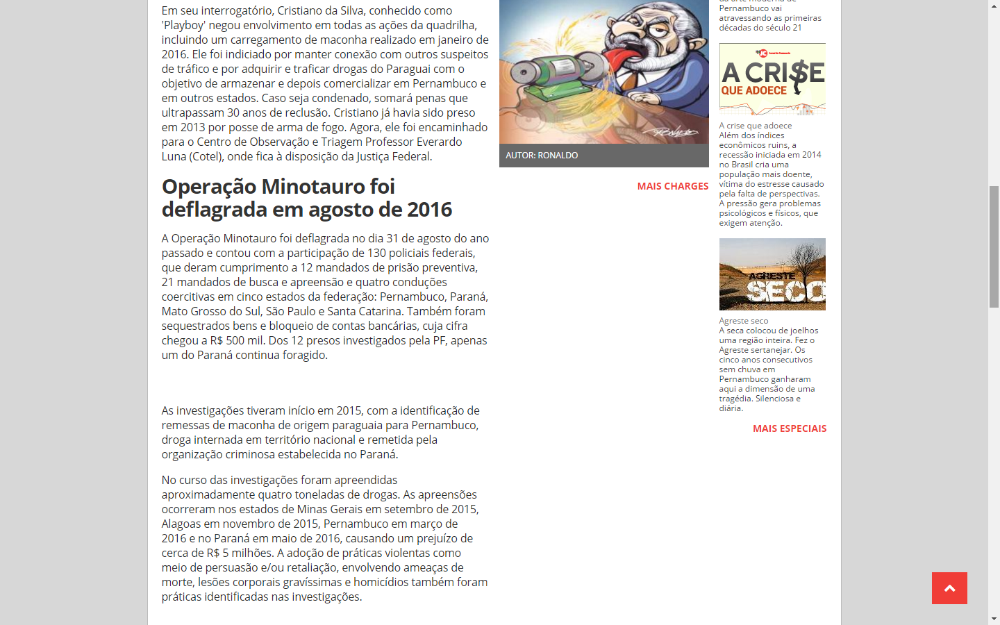 Em seu interrogatório, Cristiano da Silva, conhecido como
'Playboy' negou envolvimento em todas as ações da quadrilha,
incluindo um carregamento de maconha realizado em janeiro de
2016. Ele foi indiciado por manter conexão com outros suspeitos
de tráfico e por adquirir e traficar drogas do Paraguai com o
objetivo de armazenar e depois comercializar em Pernambuco e
em outros estados. Caso seja condenado, somará penas que
ultrapassam 30 anos de reclusão. Cristiano já havia sido preso
em 2013 por posse de arma de fogo. Agora, ele foi encaminhado
para o Centro de Observação e Triagem Professor Everardo
Luna (Cotel), onde fica à disposição da Justiça Federal.
Operação Minotauro foi
deflagrada em agosto de 2016
A Operação Minotauro foi deflagrada no dia 31 de agosto do ano
passado e contou com a participação de 130 policiais federais,
que deram cumprimento a 12 mandados de prisão preventiva,
21 mandados de busca e apreensão e quatro conduções
coercitivas em cinco estados da federação: Pernambuco, Paraná,
Mato Grosso do Sul, São Paulo e Santa Catarina. Também foram
sequestrados bens e bloqueio de contas bancárias, cuja cifra
chegou a R$ 500 mil. Dos 12 presos investigados pela PF, apenas
um do Paraná continua foragido.
As investigações tiveram início em 2015, com a identificação de
remessas de maconha de origem paraguaia para Pernambuco,
droga internada em território nacional e remetida pela
organização criminosa estabelecida no Paraná.
No curso das investigações foram apreendidas
aproximadamente quatro toneladas de drogas. As apreensões
ocorreram nos estados de Minas Gerais em setembro de 2015,
Alagoas em novembro de 2015, Pernambuco em março de
2016 e no Paraná em maio de 2016, causando um prejuízo de
cerca de R$ 5 milhões. A adoção de práticas violentas como
meio de persuasão e/ou retaliação, envolvendo ameaças de
morte, lesões corporais gravíssimas e homicídios também foram
práticas identificadas nas investigações.
RONALDO
AUTOR: RONALDO
MAIS CHARGES
da arte moderna de
Pernambuco vai
atravessando as primeiras
décadas do século 21
JC Jornal do Commercio
A CRI$E
QUE ADOECE
A crise que adoece
Além dos índices
econômicos ruins, a
recessão iniciada em 2014
no Brasil cria uma
população mais doente,
vítima do estresse causado
pela falta de perspectivas.
A pressão gera problemas
psicológicos e físicos, que
exigem atenção.
AGRESTE
SECO
Agreste seco
A seca colocou de joelhos
uma região inteira. Fez o
Agreste sertanejar. Os
cinco anos consecutivos
sem chuva em
Pernambuco ganharam
aqui a dimensão de uma
tragédia. Silenciosa e
diária.
MAIS ESPECIAIS